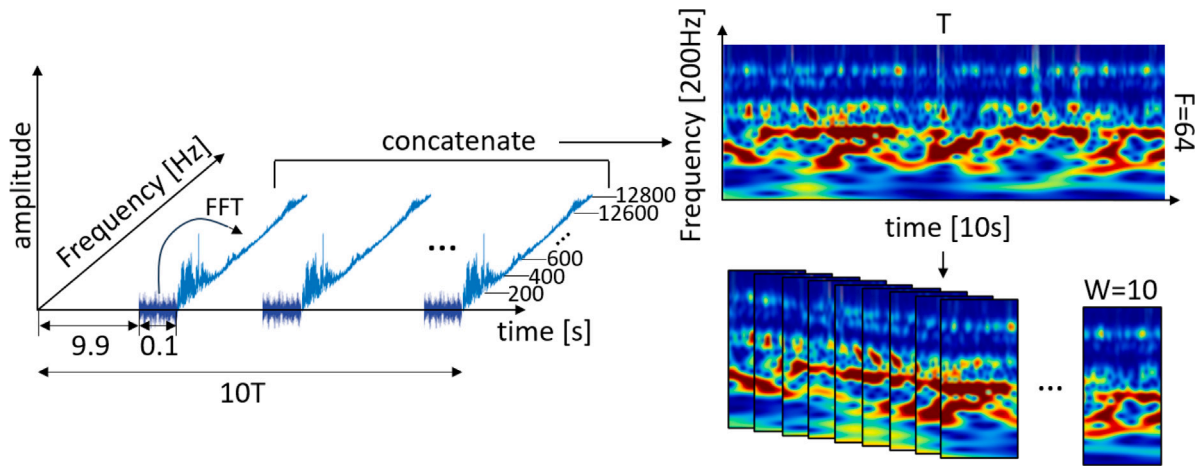 amplitude
Frequency [Hz]
FFT
concatenate
12800
12600
...
600
400
200
...
time [s]
9.9
0.1
10T
T
Frequency [200Hz]
F=64
time [10s]
W=10
...